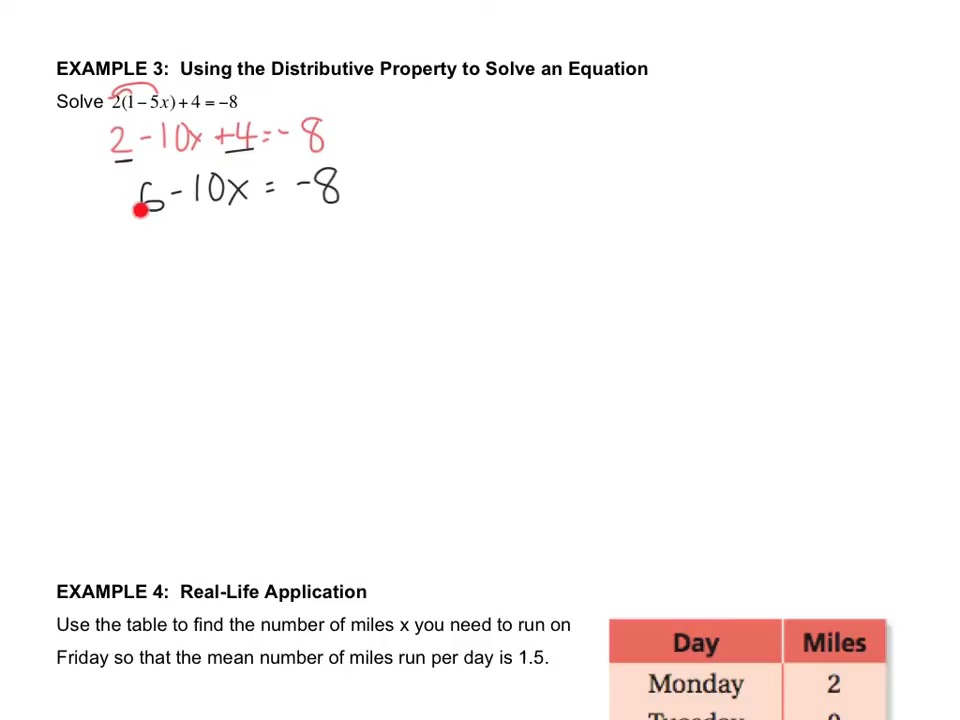 EXAMPLE 3: Using the Distributive Property to Solve an Equation
Solve 2(1 − 5x) + 4 = −8
2 - 10x + 4 = - 8
6 - 10x = -8
EXAMPLE 4: Real-Life Application
Use the table to find the number of miles x you need to run on
Friday so that the mean number of miles run per day is 1.5.
Day Miles
Monday 2
Tuesday 0